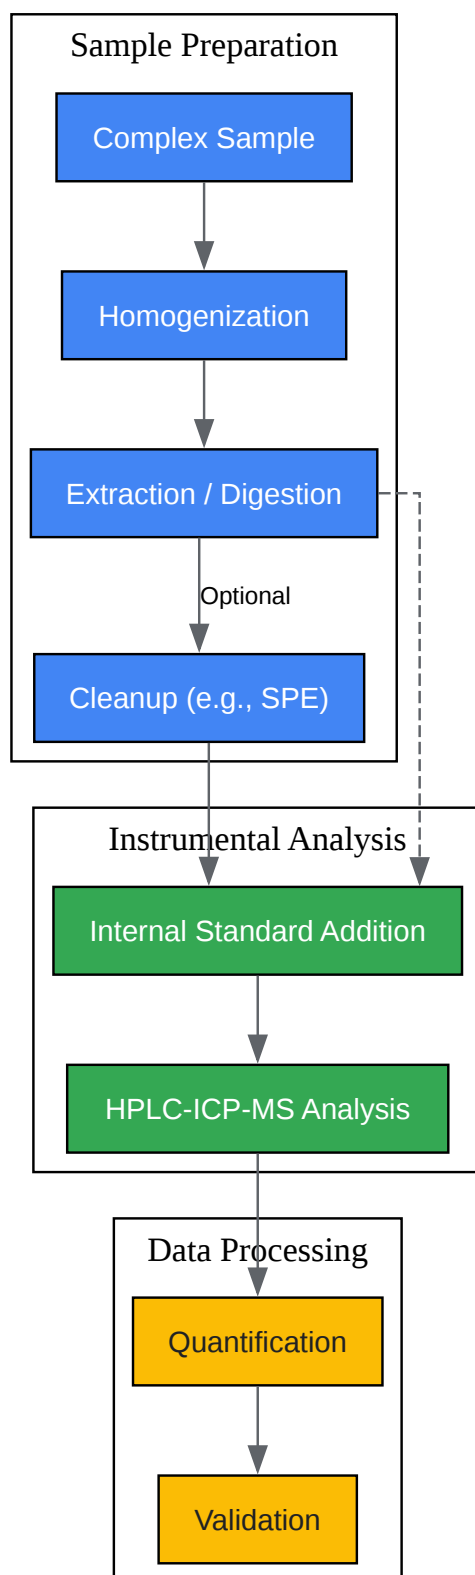 Sample Preparation
Complex Sample
Homogenization
Extraction / Digestion
Optional
Cleanup (e.g., SPE)
Instrumental Analysis
Internal Standard Addition
HPLC-ICP-MS Analysis
Data Processing
Quantification
Validation